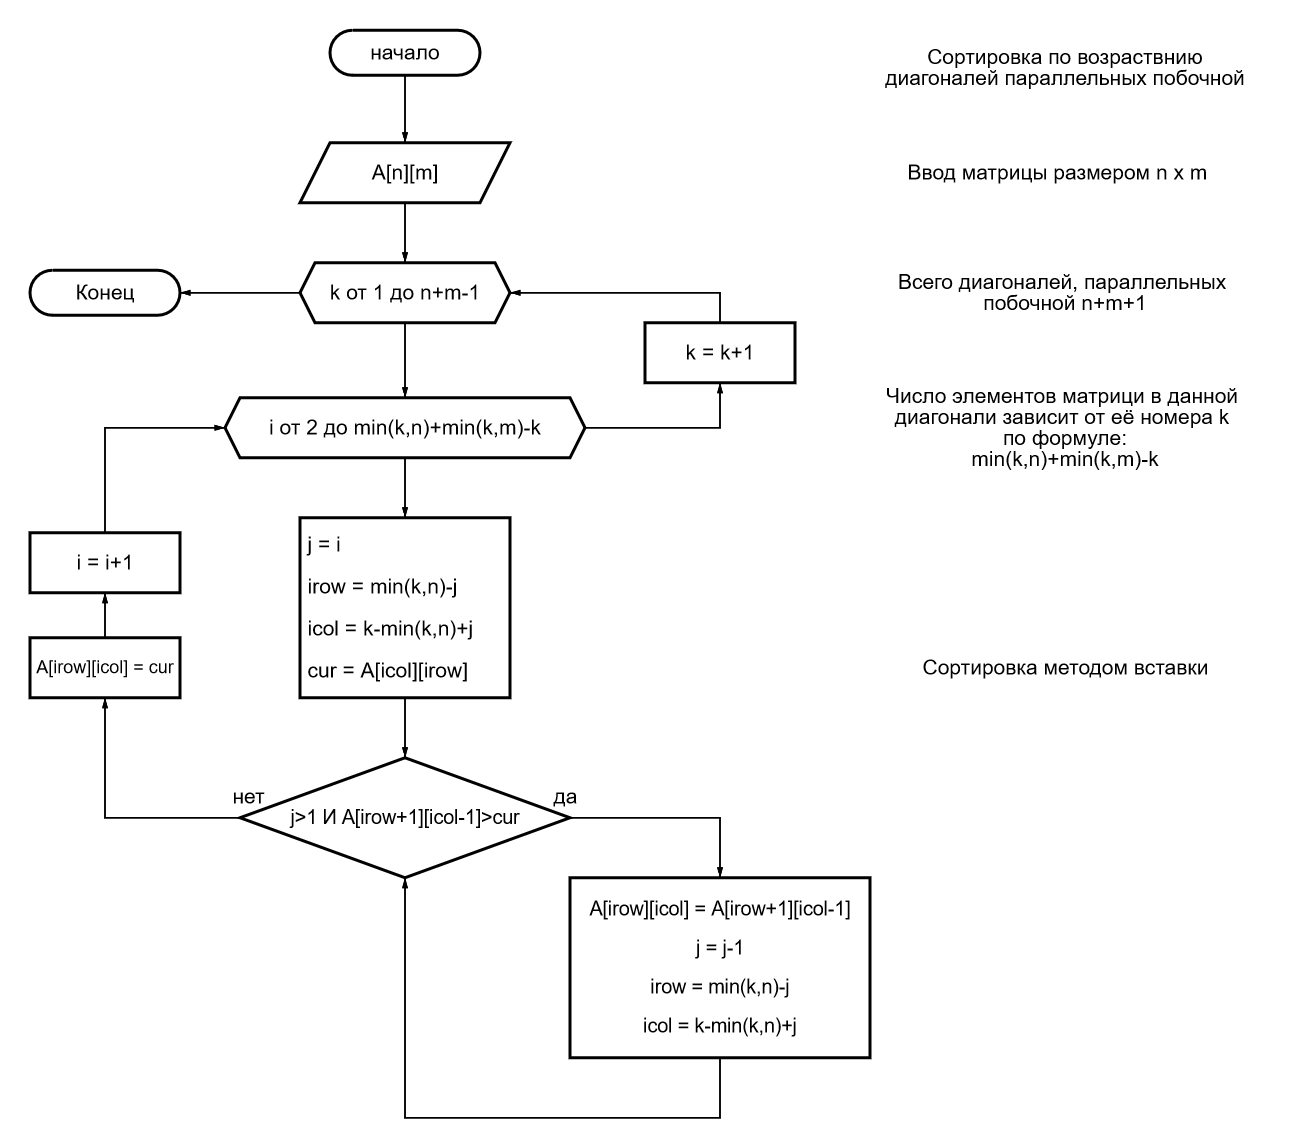 начало
Сортировка по возраствнию
диагоналей параллельных побочной
A[n][m]
Ввод матрицы размером n x m
Конец
k от 1 до n+m-1
Всего диагоналей, параллельных
побочной n+m+1
k = k+1
i от 2 до min(k,n)+min(k,m)-k
Число элементов матрици в данной
диагонали зависит от её номера k
по формуле:
min(k,n)+min(k,m)-k
i = i+1
j = i
irow = min(k,n)-j
icol = k-min(k,n)+j
cur = A[icol][irow]
A[irow][icol] = cur
Сортировка методом вставки
нет
да
j>1 И A[irow+1][icol-1]>cur
A[irow][icol] = A[irow+1][icol-1]
j = j-1
irow = min(k,n)-j
icol = k-min(k,n)+j